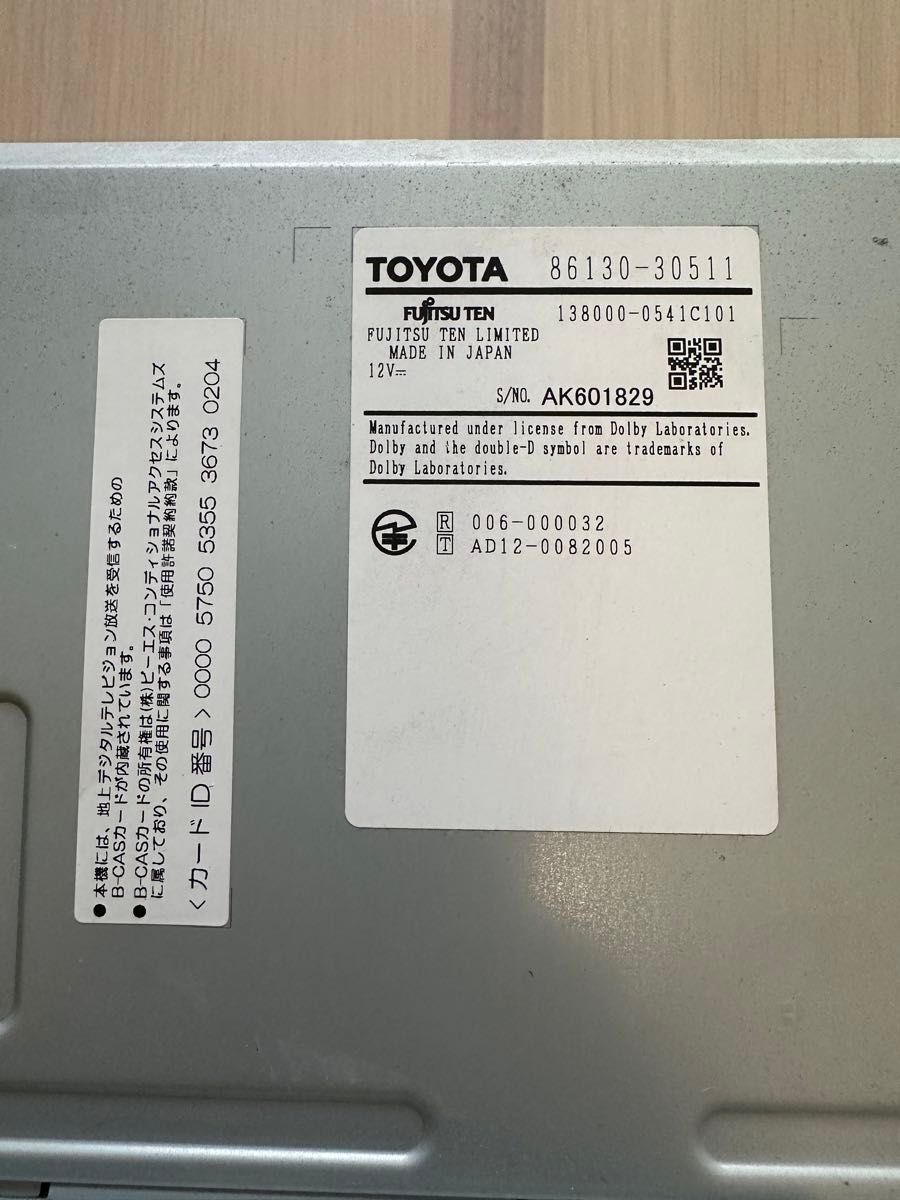 TOYOTA 86130-30511
FUJITSU TEN 138000-0541C101
FUJITSU TEN LIMITED
MADE IN JAPAN
12V⎓
S/NO. AK601829
Manufactured under license from Dolby Laboratories.
Dolby and the double-D symbol are trademarks of
Dolby Laboratories.
R 006-000032
T AD12-0082005
● 本機には、地上デジタルテレビジョン放送を受信するための
B-CASカードが内蔵されています。
● B-CASカードの所有権は(株)ビーエス・コンディショナルアクセスシステムズ
に属しており、その使用に関する事項は「使用許諾契約約款」によります。
<カード ID 番号> 0000 5750 5355 3673 0204